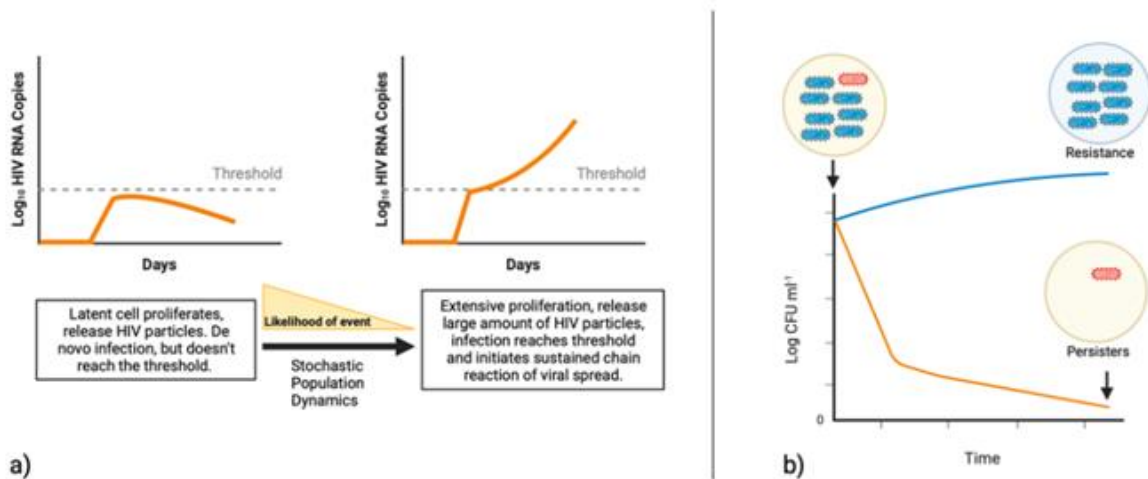 Log₁₀ HIV RNA Copies
Threshold
Days
Log₁₀ HIV RNA Copies
Threshold
Days
Latent cell proliferates,
release HIV particles. De
novo infection, but doesn't
reach the threshold.
Likelihood of event
Stochastic
Population
Dynamics
Extensive proliferation, release
large amount of HIV particles,
infection reaches threshold
and initiates sustained chain
reaction of viral spread.
a)
Resistance
Log CFU ml⁻¹
Persisters
0
Time
b)